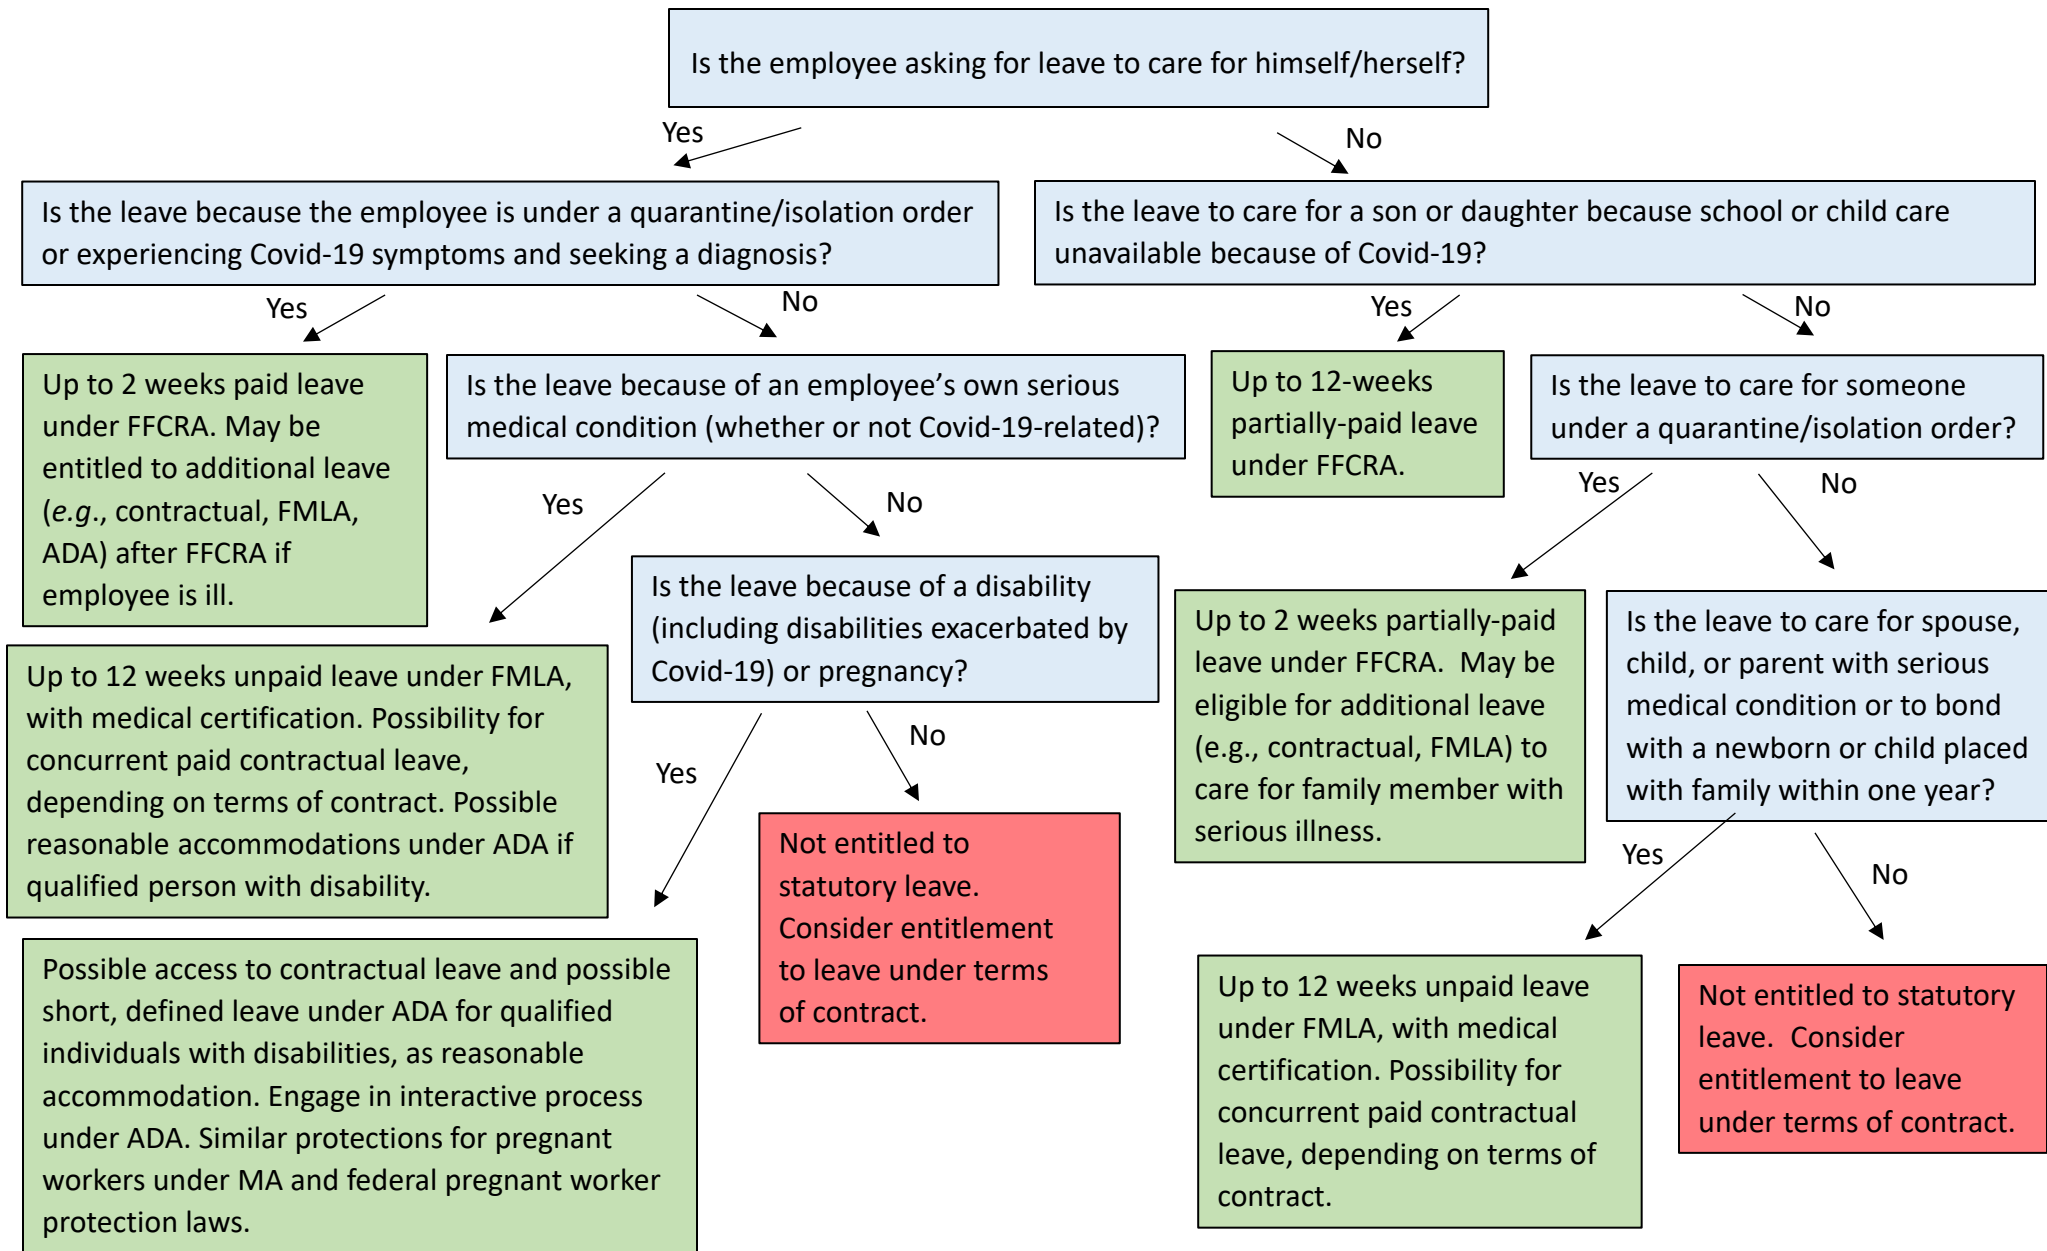 Is the employee asking for leave to care for himself/herself?
Yes
No
Is the leave because the employee is under a quarantine/isolation order
or experiencing Covid-19 symptoms and seeking a diagnosis?
Is the leave to care for a son or daughter because school or child care
unavailable because of Covid-19?
Yes
No
Yes
No
Up to 2 weeks paid leave
under FFCRA. May be
entitled to additional leave
(e.g., contractual, FMLA,
ADA) after FFCRA if
employee is ill.
Is the leave because of an employee’s own serious
medical condition (whether or not Covid-19-related)?
Up to 12-weeks
partially-paid leave
under FFCRA.
Is the leave to care for someone
under a quarantine/isolation order?
Yes
No
Yes
No
Up to 12 weeks unpaid leave under FMLA,
with medical certification. Possibility for
concurrent paid contractual leave,
depending on terms of contract. Possible
reasonable accommodations under ADA if
qualified person with disability.
Is the leave because of a disability
(including disabilities exacerbated by
Covid-19) or pregnancy?
Up to 2 weeks partially-paid
leave under FFCRA.  May be
eligible for additional leave
(e.g., contractual, FMLA) to
care for family member with
serious illness.
Is the leave to care for spouse,
child, or parent with serious
medical condition or to bond
with a newborn or child placed
with family within one year?
Yes
No
Yes
No
Possible access to contractual leave and possible
short, defined leave under ADA for qualified
individuals with disabilities, as reasonable
accommodation. Engage in interactive process
under ADA. Similar protections for pregnant
workers under MA and federal pregnant worker
protection laws.
Not entitled to
statutory leave.
Consider entitlement
to leave under terms
of contract.
Up to 12 weeks unpaid leave
under FMLA, with medical
certification. Possibility for
concurrent paid contractual
leave, depending on terms of
contract.
Not entitled to statutory
leave.  Consider
entitlement to leave
under terms of contract.